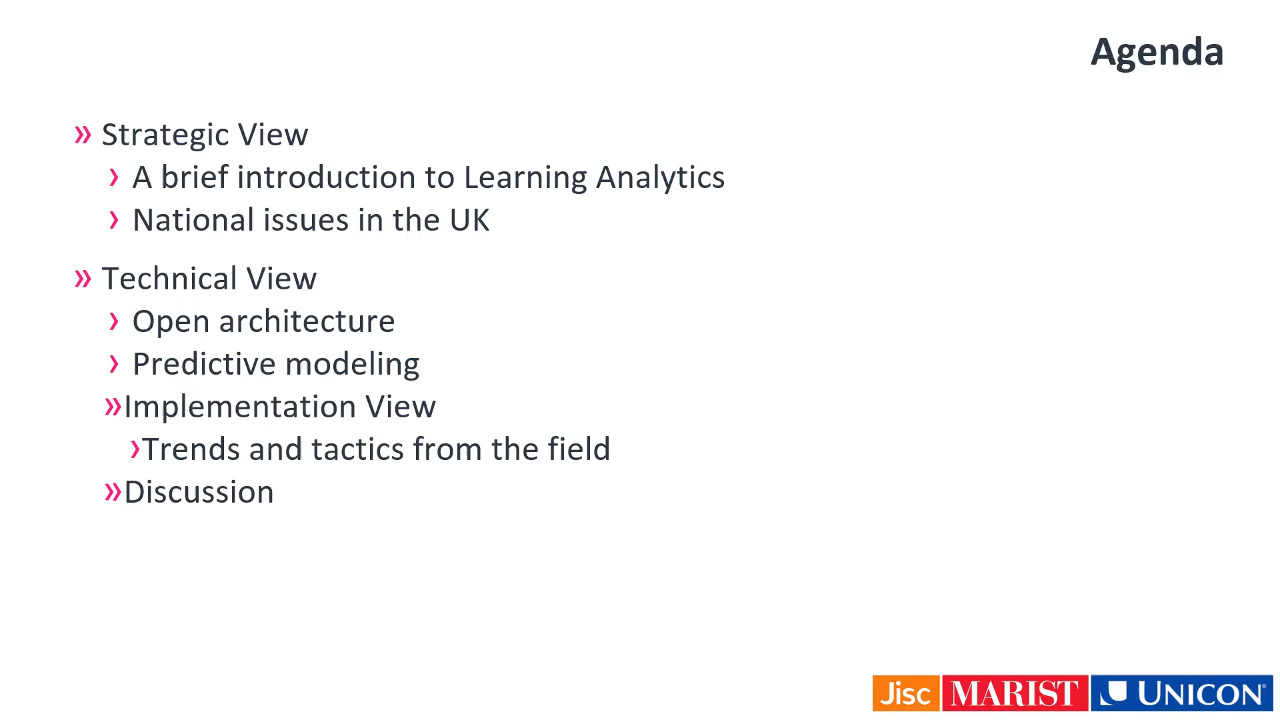 Agenda
» Strategic View
› A brief introduction to Learning Analytics
› National issues in the UK
» Technical View
› Open architecture
› Predictive modeling
»Implementation View
›Trends and tactics from the field
»Discussion
Jisc MARIST UNICON®